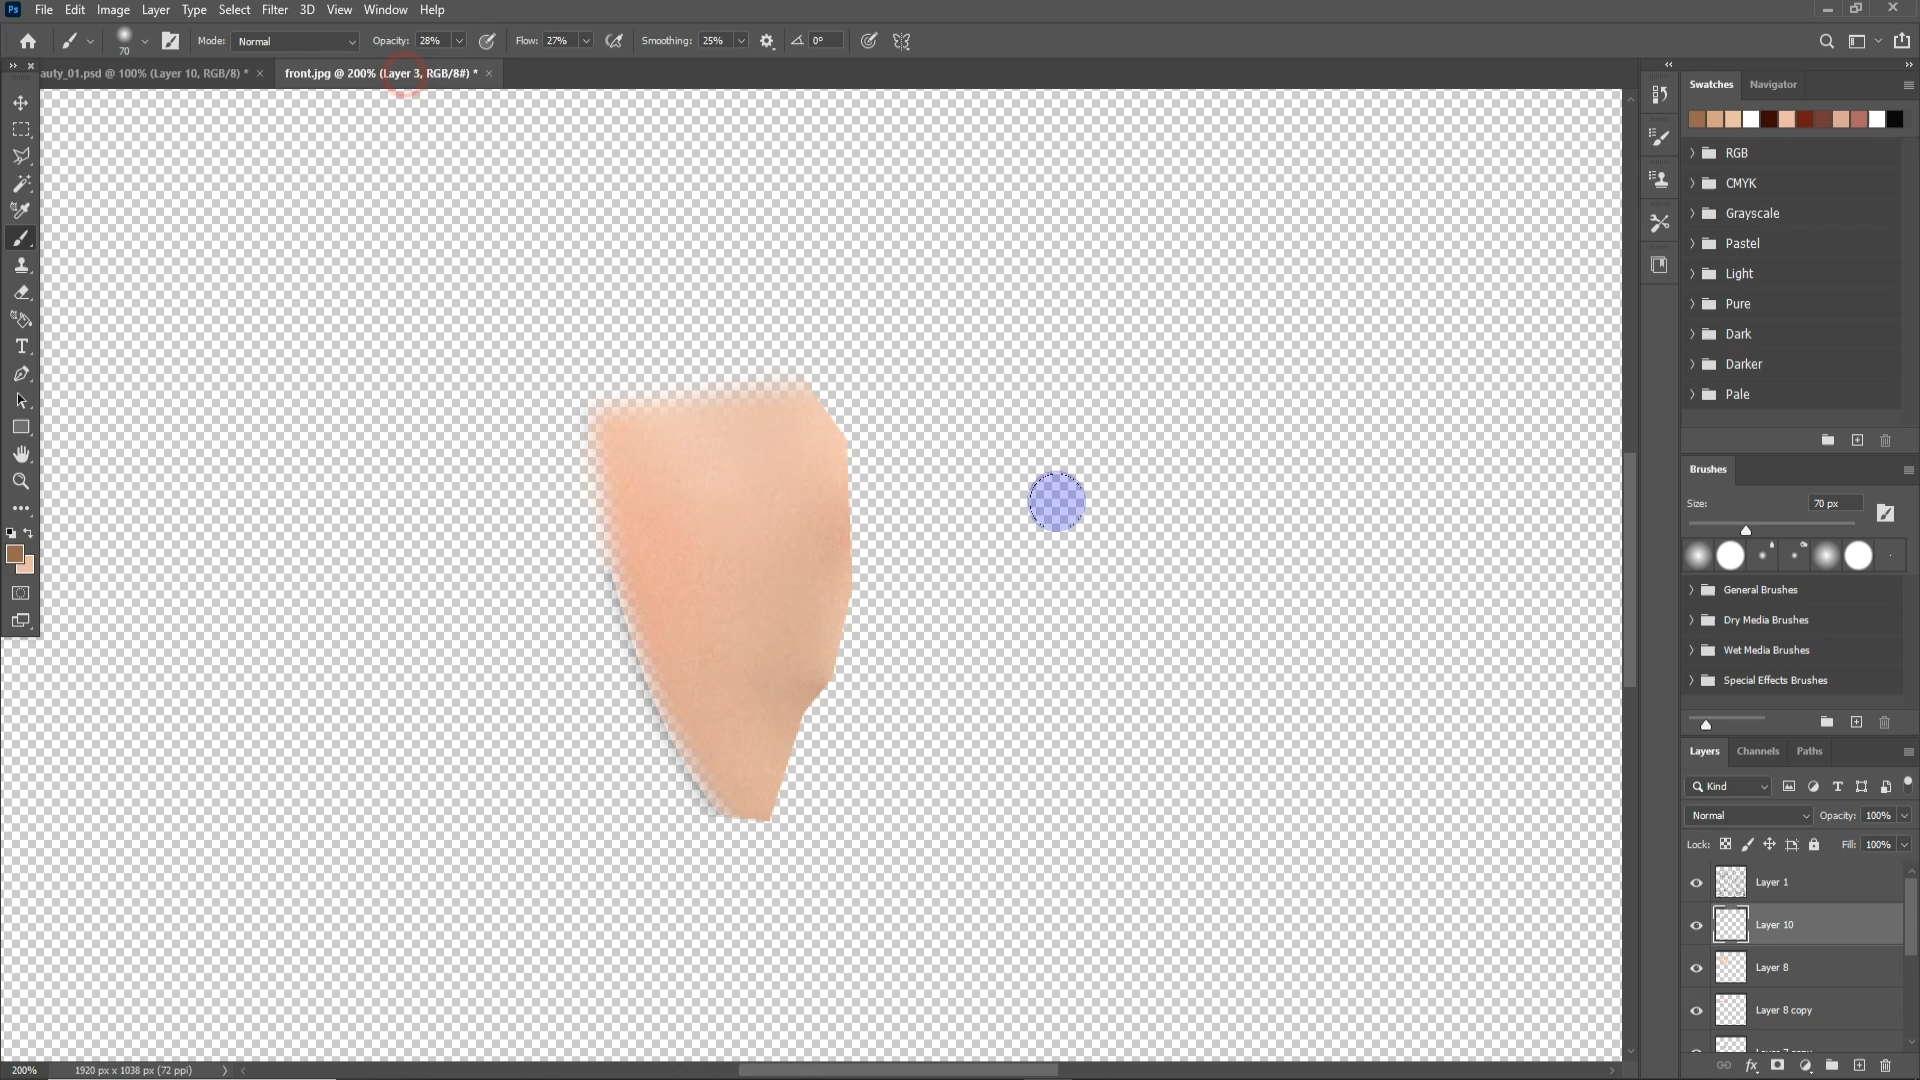 Ps File Edit Image Layer Type Select Filter 3D View Window Help
70 Mode: Normal Opacity: 28% Flow: 27% Smoothing: 25% 0°
auty_01.psd @ 100% (Layer 10, RGB/8) * × front.jpg @ 200% (Layer 3, RGB/8#) * ×
Swatches Navigator
RGB
CMYK
Grayscale
Pastel
Light
Pure
Dark
Darker
Pale
Brushes
Size: 70 px
General Brushes
Dry Media Brushes
Wet Media Brushes
Special Effects Brushes
Layers Channels Paths
Kind
Normal Opacity: 100%
Lock: Fill: 100%
Layer 1
Layer 10
Layer 8
Layer 8 copy
200% 1920 px x 1038 px (72 ppi)